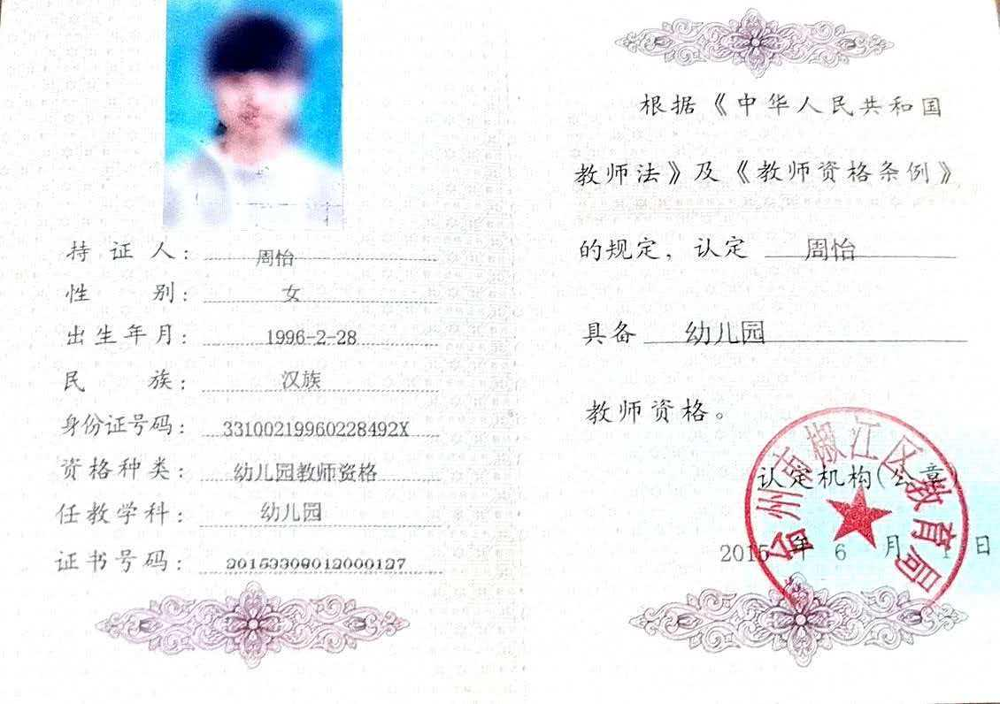 持证人：周怡
性别：女
出生年月：1996-2-28
民族：汉族
身份证号码：33100219960228492X
资格种类：幼儿园教师资格
任教学科：幼儿园
证书号码：20153308012000127
根据《中华人民共和国
教师法》及《教师资格条例》
的规定，认定 周怡
具备 幼儿园
教师资格。
认定机构(公章)
台州市椒江区教育局
2015年6月1日